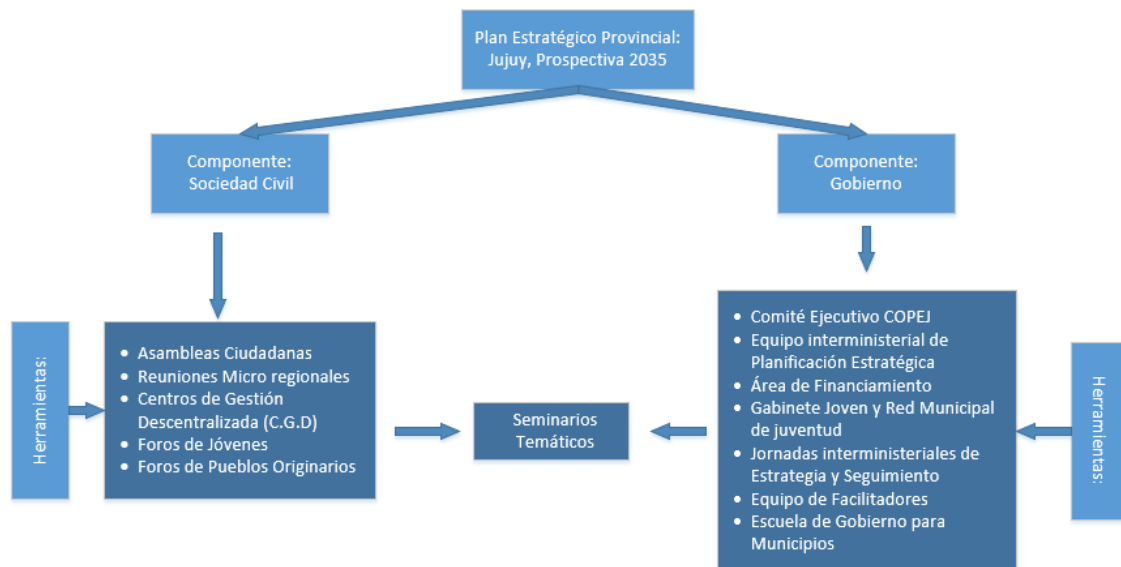 Plan Estratégico Provincial:
Jujuy, Prospectiva 2035
Componente:
Sociedad Civil
Componente:
Gobierno
Herramientas:
• Asambleas Ciudadanas
• Reuniones Micro regionales
• Centros de Gestión
Descentralizada (C.G.D)
• Foros de Jóvenes
• Foros de Pueblos Originarios
Seminarios
Temáticos
• Comité Ejecutivo COPEJ
• Equipo interministerial de
Planificación Estratégica
• Área de Financiamiento
• Gabinete Joven y Red Municipal
de juventud
• Jornadas interministeriales de
Estrategia y Seguimiento
• Equipo de Facilitadores
• Escuela de Gobierno para
Municipios
Herramientas: